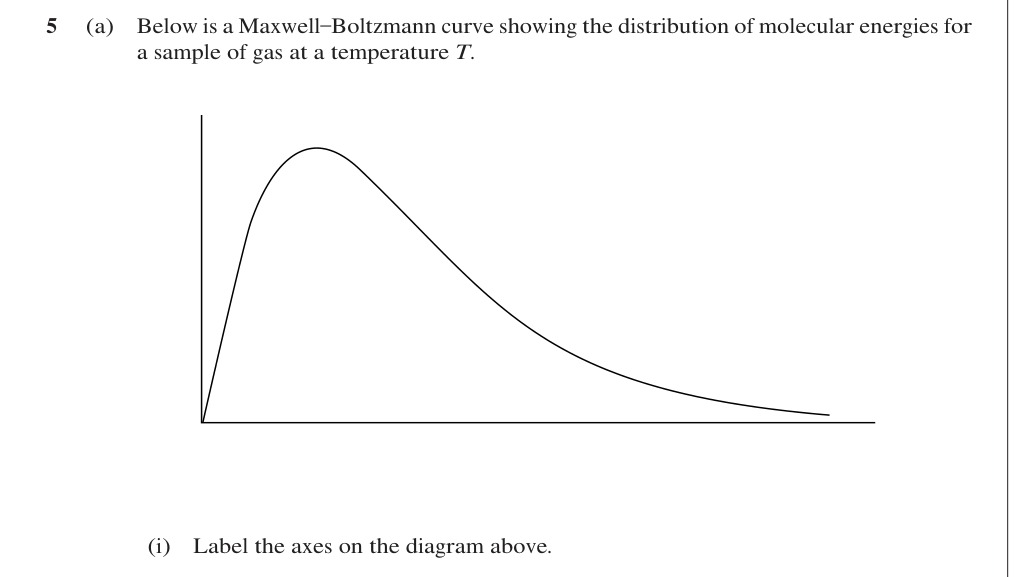 5 (a) Below is a Maxwell–Boltzmann curve showing the distribution of molecular energies for
a sample of gas at a temperature T.
(i) Label the axes on the diagram above.